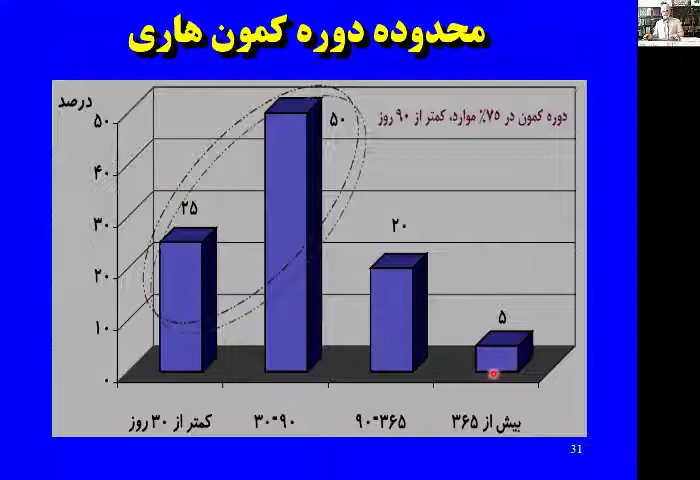 محدوده دوره کمون هاری
درصد
دوره کمون در ۷۵٪ موارد، کمتر از ۹۰ روز
۵۰
۴۰
۳۰
۲۰
۱۰
۰
۲۵
۵۰
۲۰
۵
کمتر از ۳۰ روز
۳۰-۹۰
۹۰-۳۶۵
بیش از ۳۶۵
31